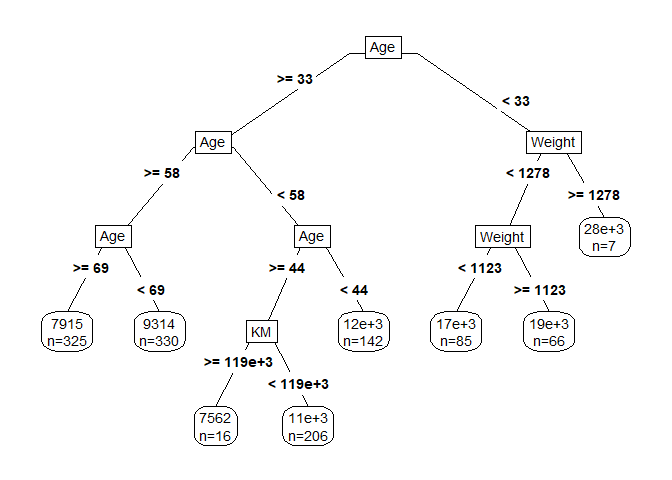 Age
>= 33
< 33
Age
Weight
>= 58
< 58
< 1278
>= 1278
Age
Age
Weight
28e+3
n=7
>= 69
< 69
>= 44
< 44
< 1123
>= 1123
7915
n=325
9314
n=330
KM
12e+3
n=142
17e+3
n=85
19e+3
n=66
>= 119e+3
< 119e+3
7562
n=16
11e+3
n=206